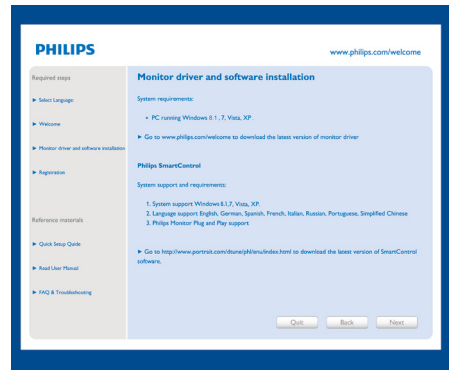 PHILIPS
www.philips.com/welcome
Required steps
► Select Language:
► Welcome
► Monitor driver and software installation
► Registration
Reference materials
► Quick Setup Quide
► Read User Manual
► FAQ & Troubleshooting
Monitor driver and software installation
System requirements:
• PC running Windows 8.1 , 7, Vista, XP.
► Go to www.philips.com/welcome to download the latest version of monitor driver
Philips SmartControl
System support and requirements:
1. System support Windows 8.1,7, Vista, XP.
2. Language support English, German, Spanish, French, Italian, Russian, Portuguese, Simplified Chinese
3. Philips Monitor Plug and Play support
► Go to http://www.portrait.com/dtune/phl/enu/index.html to download the latest version of SmartControl
software.
Quit
Back
Next